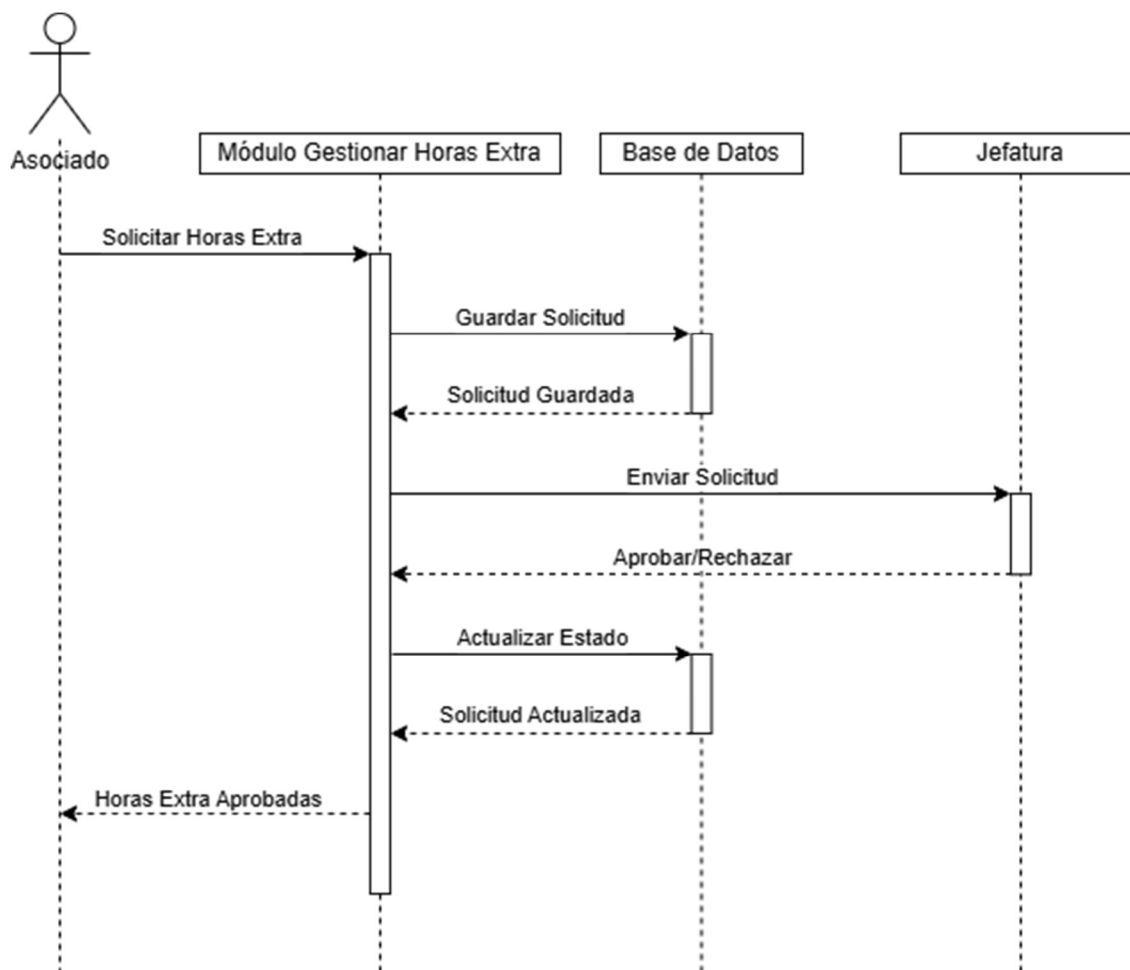 Asociado
Módulo Gestionar Horas Extra
Base de Datos
Jefatura
Solicitar Horas Extra
Guardar Solicitud
Solicitud Guardada
Enviar Solicitud
Aprobar/Rechazar
Actualizar Estado
Solicitud Actualizada
Horas Extra Aprobadas